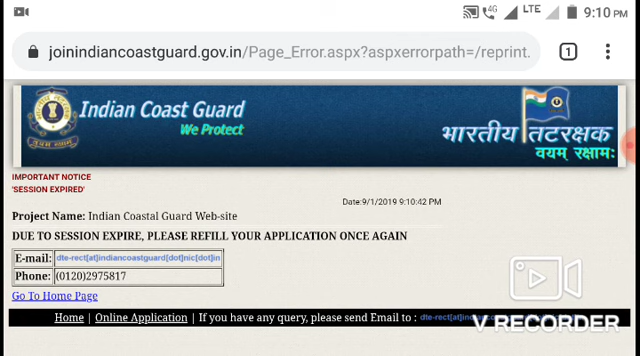 4G LTE 9:10 PM
joinindiancoastguard.gov.in/Page_Error.aspx?aspxerrorpath=/reprint. 1
Indian Coast Guard
We Protect
भारतीय तटरक्षक
वयम् रक्षामः
IMPORTANT NOTICE
'SESSION EXPIRED'
Date:9/1/2019 9:10:42 PM
Project Name: Indian Coastal Guard Web-site
DUE TO SESSION EXPIRE, PLEASE REFILL YOUR APPLICATION ONCE AGAIN
E-mail: dte-rect[at]indiancoastguard[dot]nic[dot]in
Phone: (0120)2975817
Go To Home Page
Home | Online Application | If you have any query, please send Email to :
V RECORDER